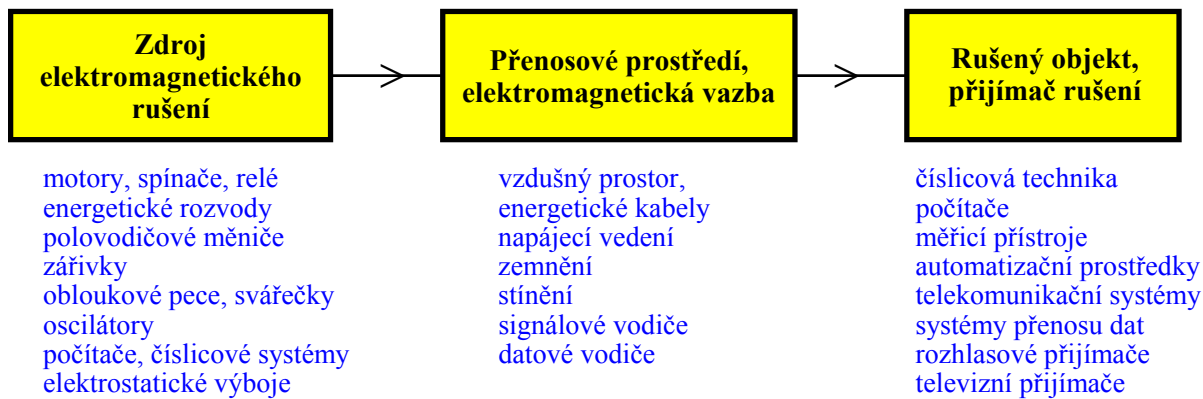 Zdroj
elektromagnetického
rušení
Přenosové prostředí,
elektromagnetická vazba
Rušený objekt,
přijímač rušení
motory, spínače, relé
energetické rozvody
polovodičové měniče
zářivky
obloukové pece, svářečky
oscilátory
počítače, číslicové systémy
elektrostatické výboje
vzdušný prostor,
energetické kabely
napájecí vedení
zemnění
stínění
signálové vodiče
datové vodiče
číslicová technika
počítače
měřicí přístroje
automatizační prostředky
telekomunikační systémy
systémy přenosu dat
rozhlasové přijímače
televizní přijímače